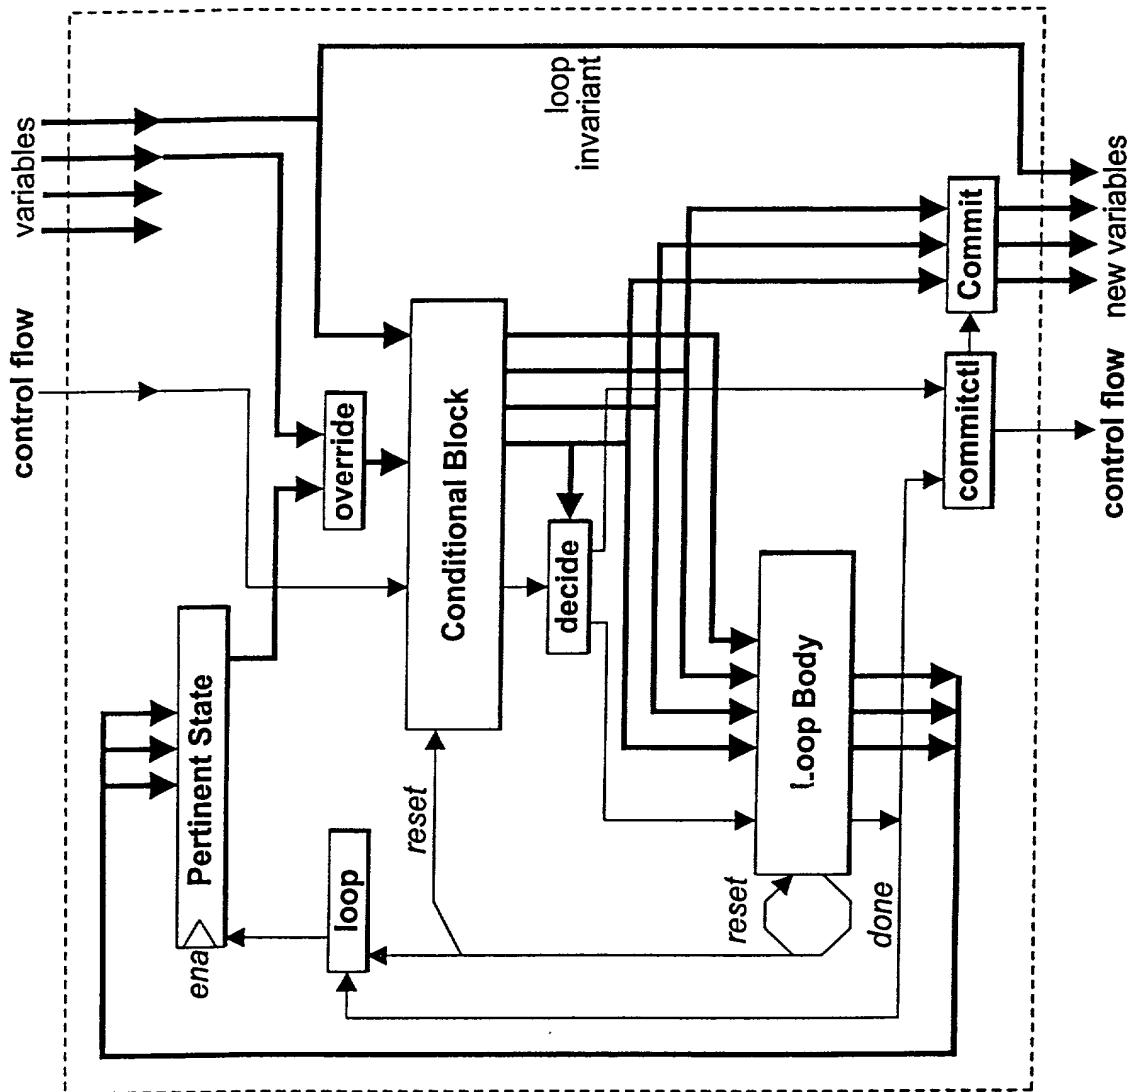 control flow
variables
loop
invariant
override
Pertinent State
ena
Conditional Block
loop
reset
decide
Loop Body
reset
done
Commit
commitctl
control flow
new variables